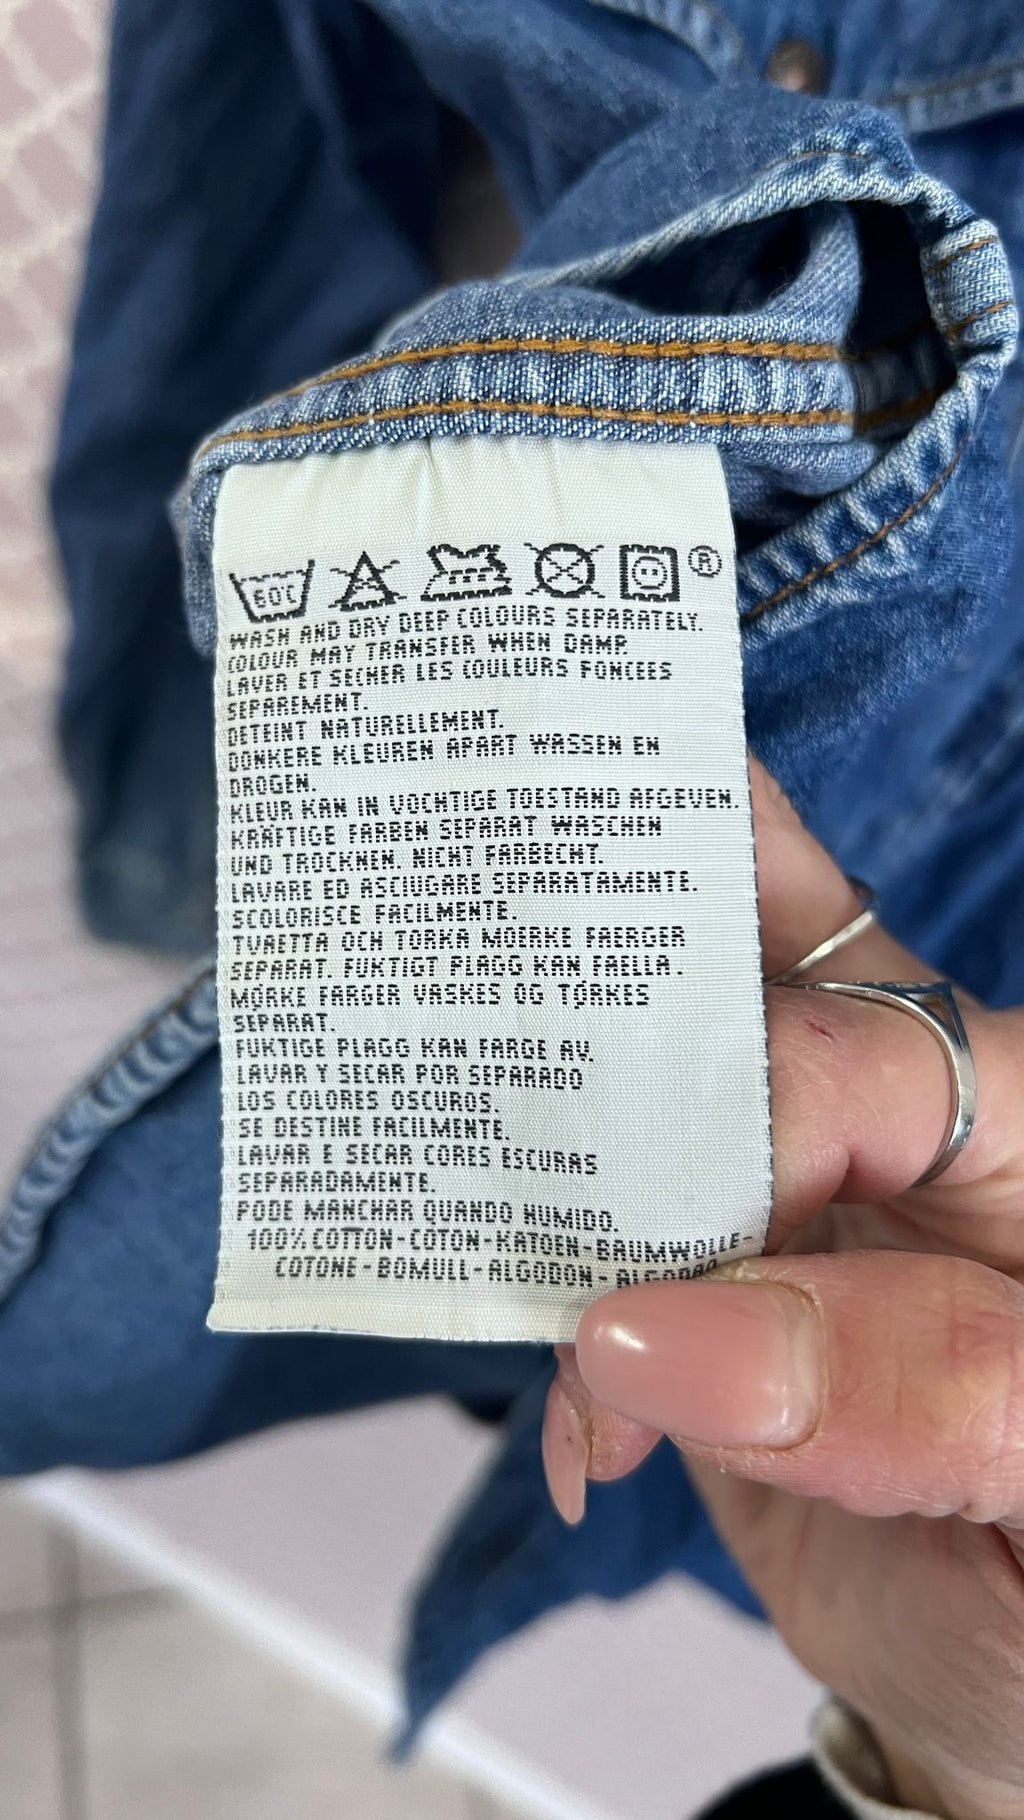 60°C ®
WASH AND DRY DEEP COLOURS SEPARATELY.
COLOUR MAY TRANSFER WHEN DAMP.
LAVER ET SECHER LES COULEURS FONCEES
SEPAREMENT.
DETEINT NATURELLEMENT.
DONKERE KLEUREN APART WASSEN EN
DROGEN.
KLEUR KAN IN VOCHTIGE TOESTAND AFGEVEN.
KRÄFTIGE FARBEN SEPARAT WASCHEN
UND TROCKNEN. NICHT FARBECHT.
LAVARE ED ASCIUGARE SEPARATAMENTE.
SCOLORISCE FACILMENTE.
TVAETTA OCH TORKA MOERKE FAERGER
SEPARAT. FUKTIGT PLAGG KAN FAELLA.
MØRKE FARGER VASKES OG TØRKES
SEPARAT.
FUKTIGE PLAGG KAN FARGE AV.
LAVAR Y SECAR POR SEPARADO
LOS COLORES OSCUROS.
SE DESTINE FACILMENTE.
LAVAR E SECAR CORES ESCURAS
SEPARADAMENTE.
PODE MANCHAR QUANDO HUMIDO.
100% COTTON-COTON-KATOEN-BAUMWOLLE-
COTONE-BOMULL-ALGODON-ALGODAO